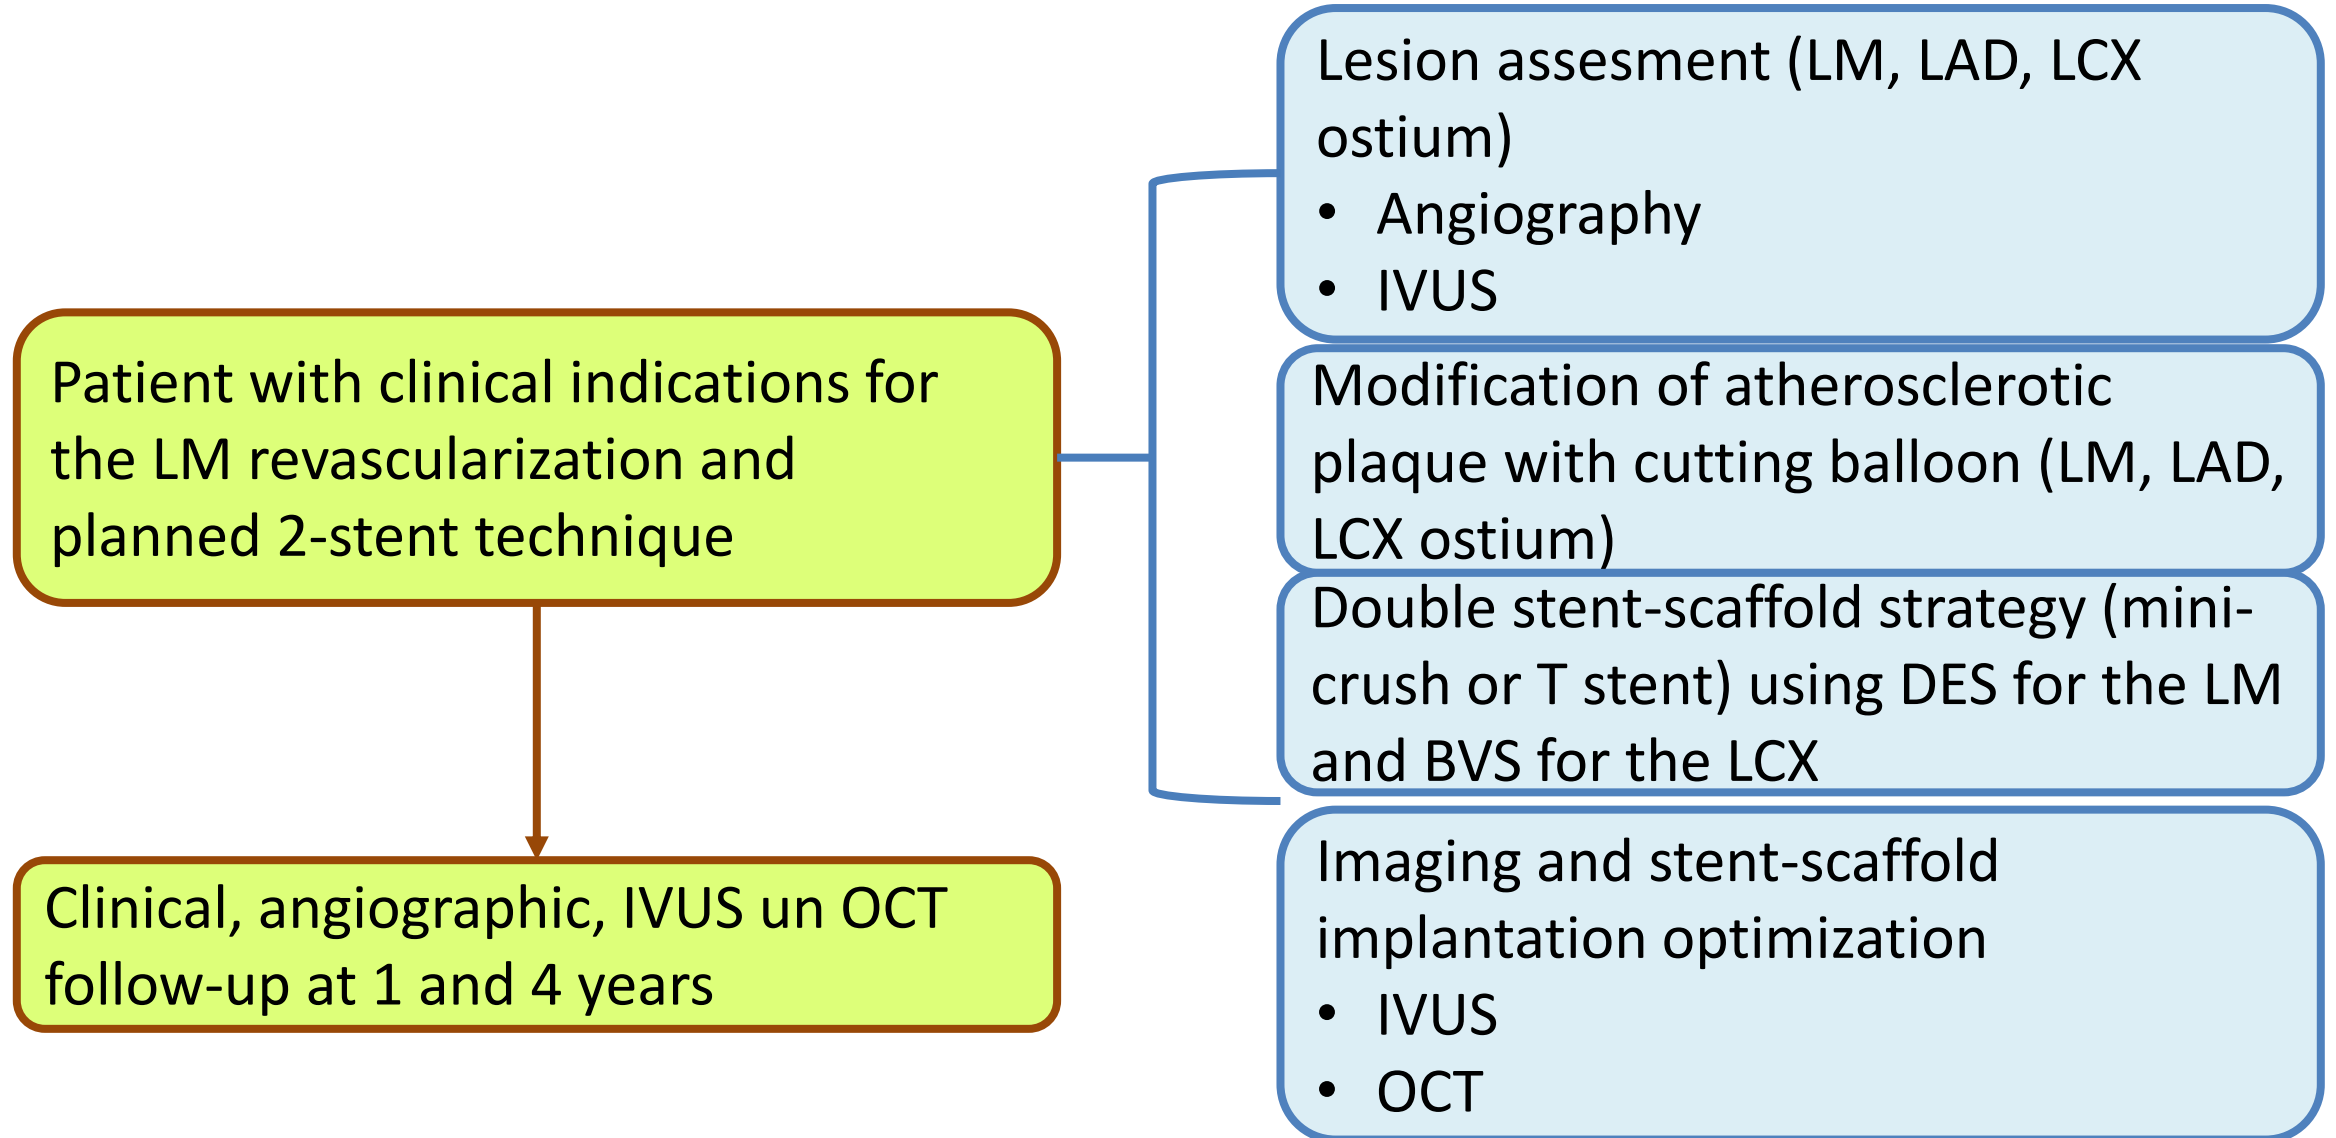 Patient with clinical indications for
the LM revascularization and
planned 2-stent technique
Clinical, angiographic, IVUS un OCT
follow-up at 1 and 4 years
Lesion assesment (LM, LAD, LCX
ostium)
• Angiography
• IVUS
Modification of atherosclerotic
plaque with cutting balloon (LM, LAD,
LCX ostium)
Double stent-scaffold strategy (mini-
crush or T stent) using DES for the LM
and BVS for the LCX
Imaging and stent-scaffold
implantation optimization
• IVUS
• OCT